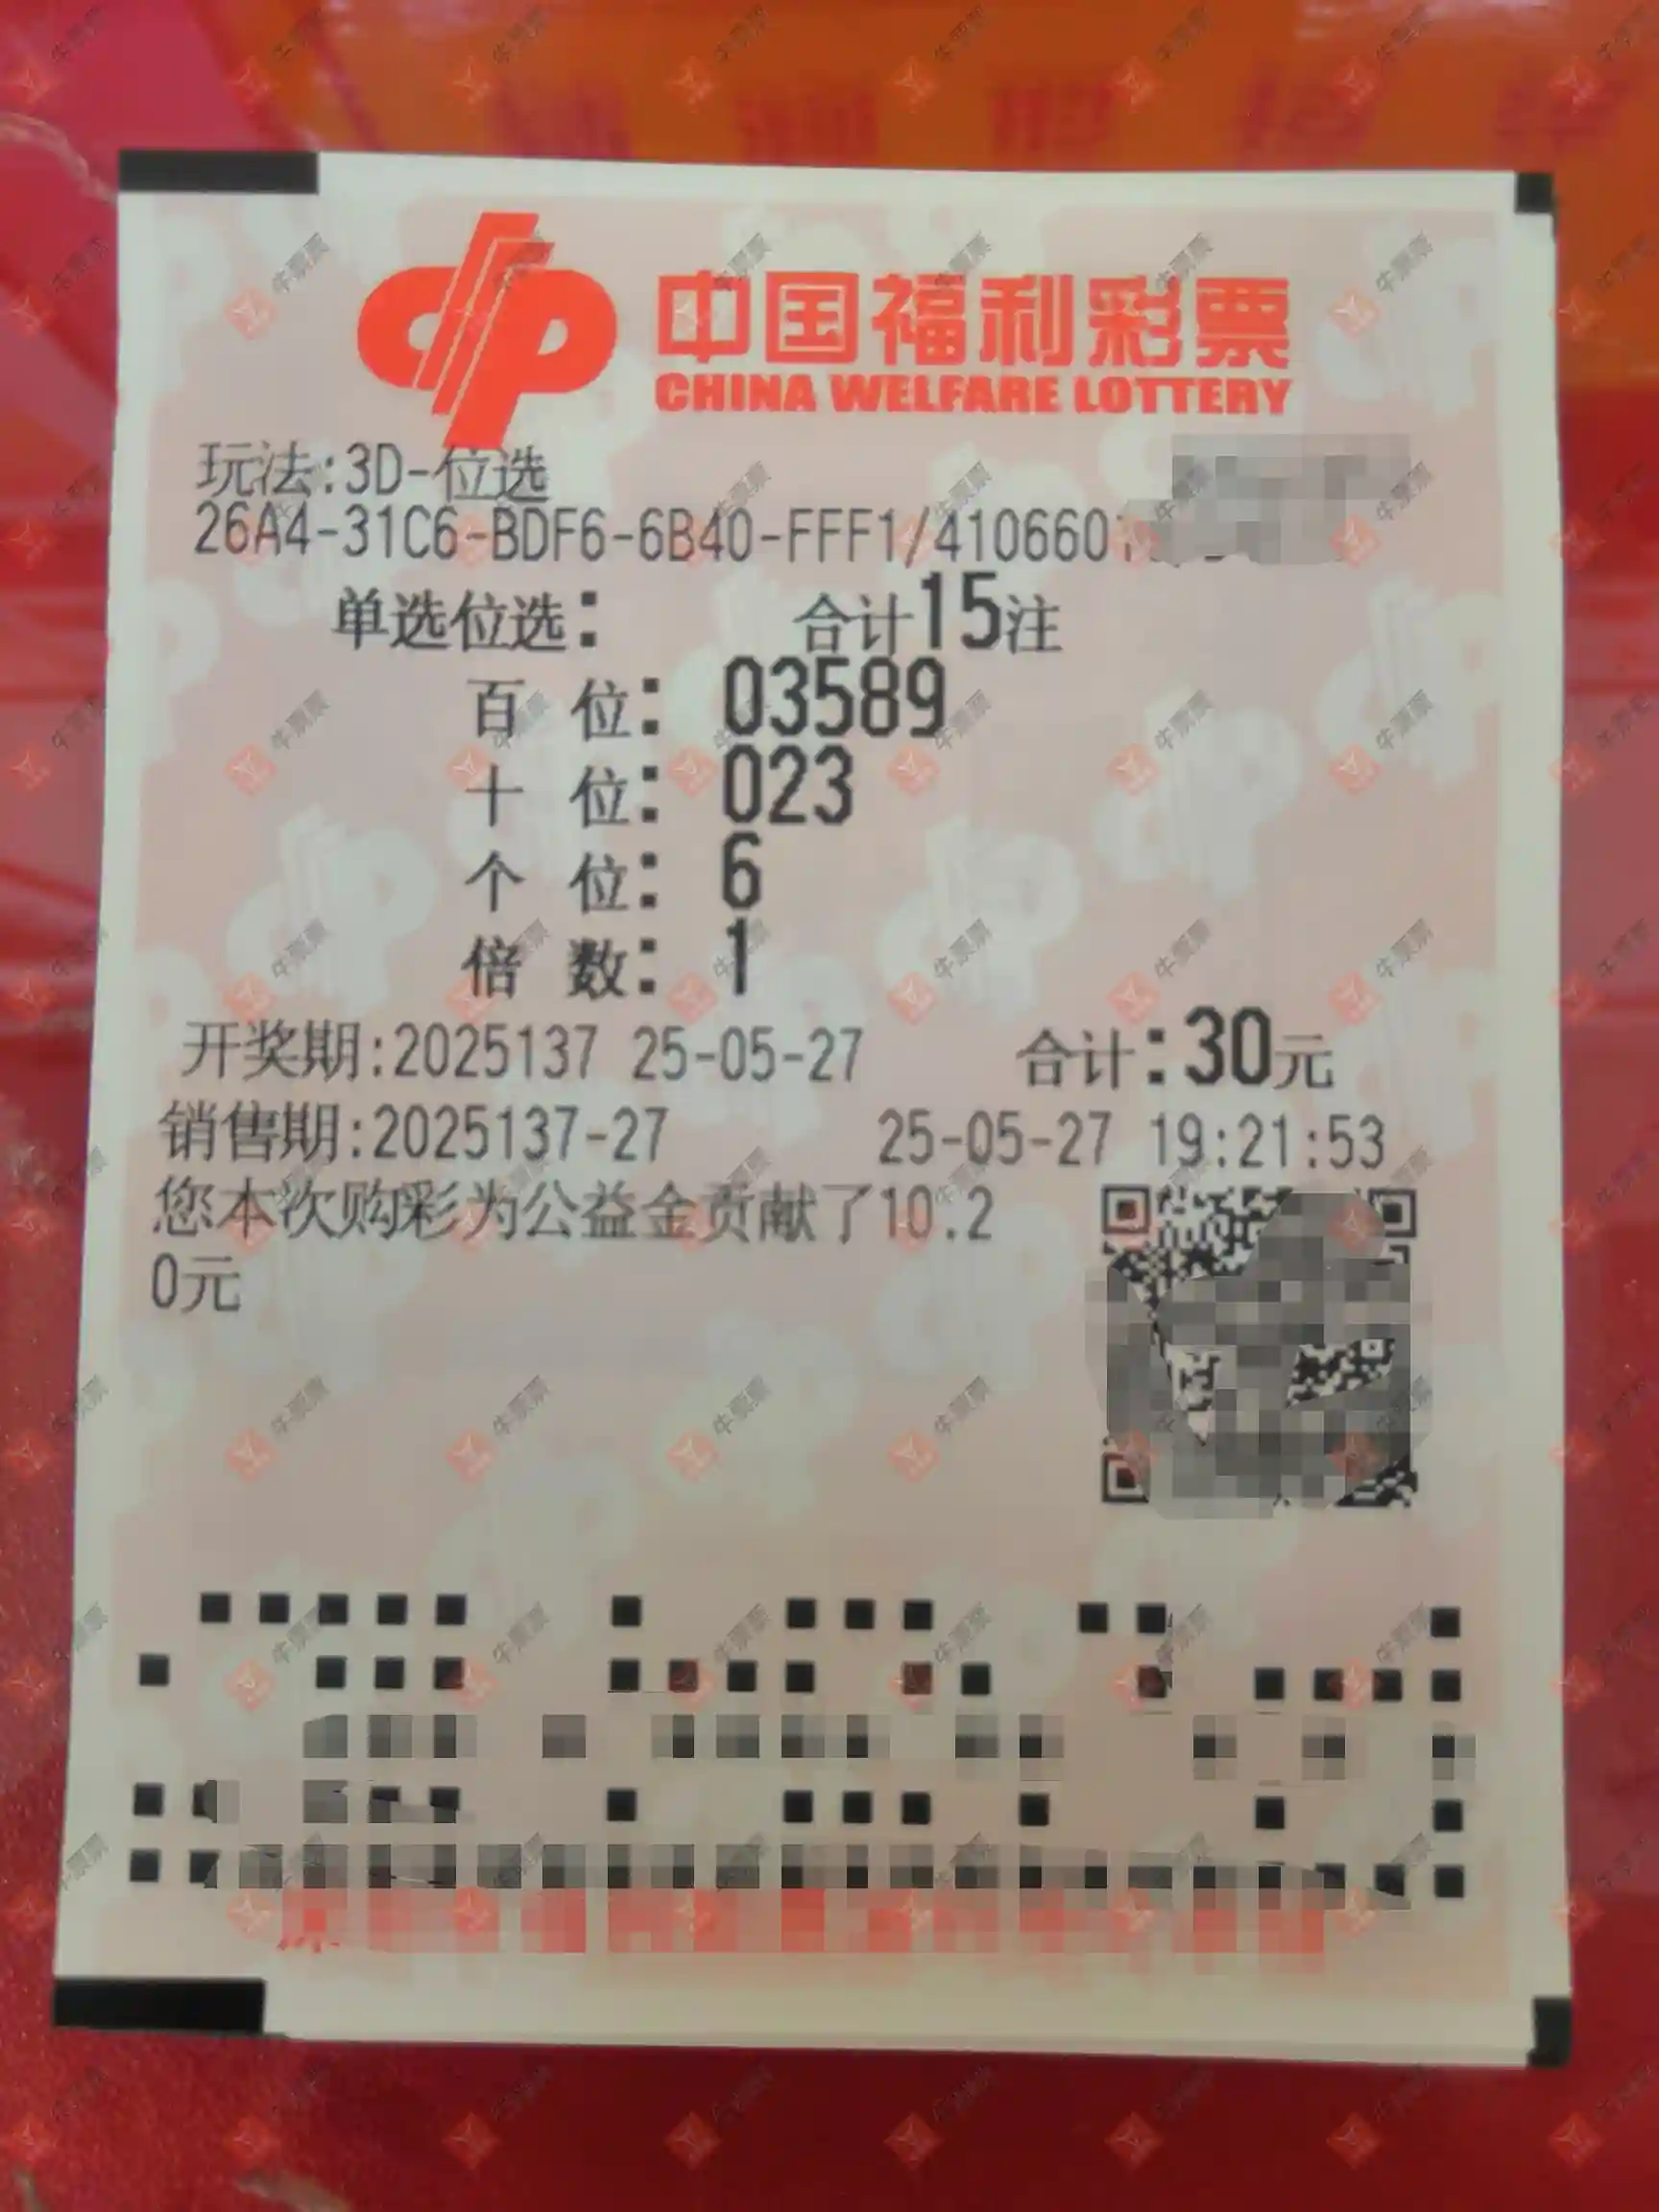 中国福利彩票
CHINA WELFARE LOTTERY
玩法:3D-位选
26A4-31C6-BDF6-6B40-FFF1/4106601
单选位选: 合计15注
百 位: 03589
十 位: 023
个 位: 6
倍 数: 1
开奖期:2025137 25-05-27 合计:30元
销售期:2025137-27 25-05-27 19:21:53
您本次购彩为公益金贡献了10.2
0元
牛票票